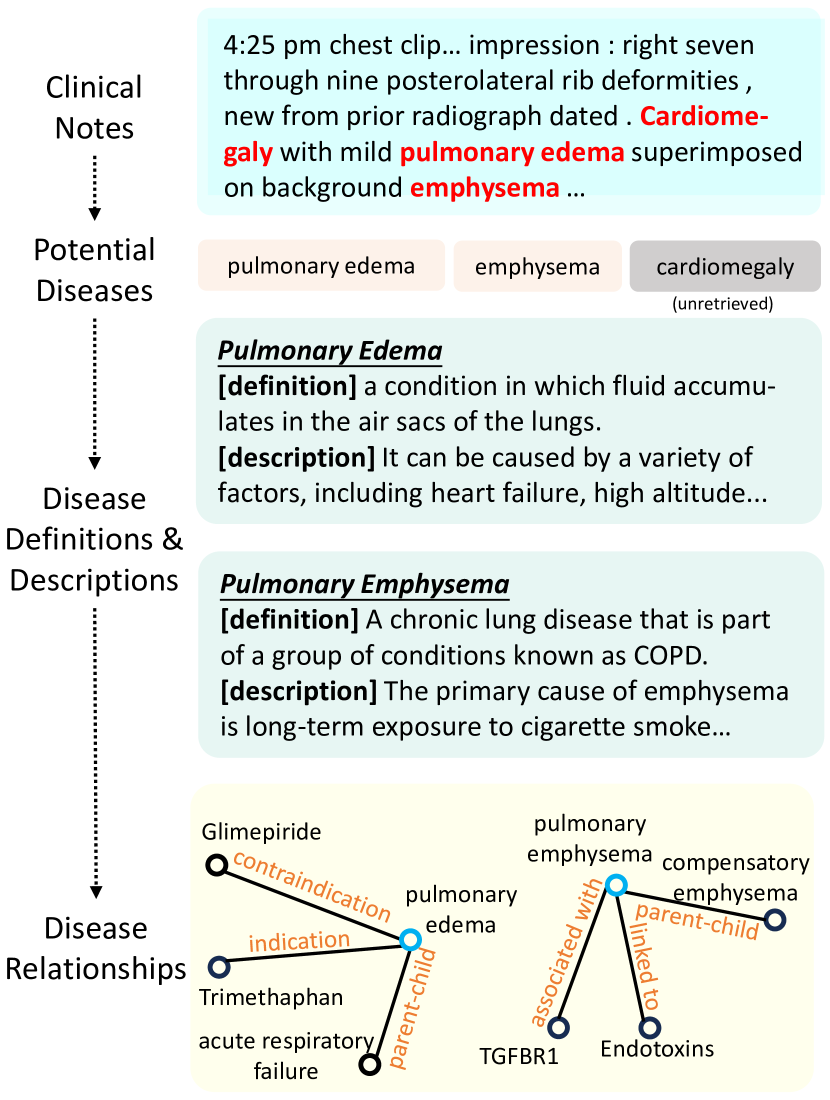 Clinical
Notes
4:25 pm chest clip… impression : right seven
through nine posterolateral rib deformities ,
new from prior radiograph dated . Cardiome-
galy with mild pulmonary edema superimposed
on background emphysema …
Potential
Diseases
pulmonary edema
emphysema
cardiomegaly
(unretrieved)
Disease
Definitions &
Descriptions
Pulmonary Edema
[definition] a condition in which fluid accumu-
lates in the air sacs of the lungs.
[description] It can be caused by a variety of
factors, including heart failure, high altitude...
Pulmonary Emphysema
[definition] A chronic lung disease that is part
of a group of conditions known as COPD.
[description] The primary cause of emphysema
is long-term exposure to cigarette smoke…
Disease
Relationships
Glimepiride
contraindication
pulmonary
edema
indication
Trimethaphan
acute respiratory
failure
parent-child
pulmonary
emphysema
compensatory
emphysema
parent-child
associated with
linked to
TGFBR1
Endotoxins